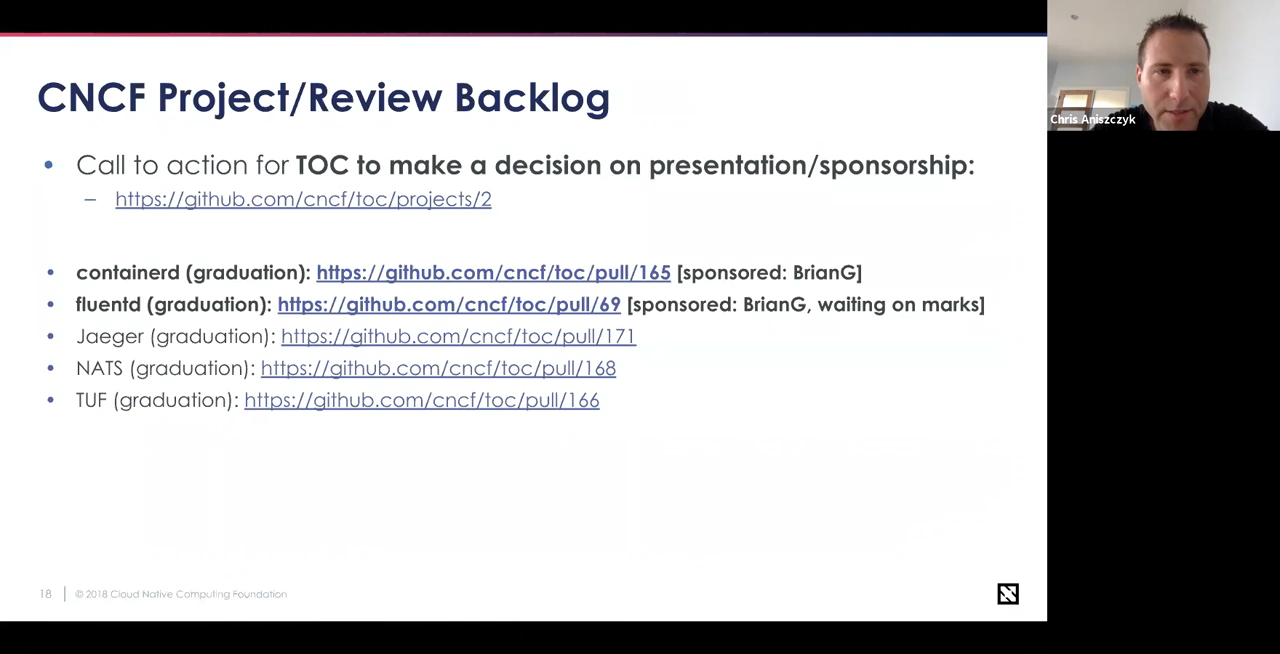 CNCF Project/Review Backlog
• Call to action for TOC to make a decision on presentation/sponsorship:
– https://github.com/cncf/toc/projects/2
• containerd (graduation): https://github.com/cncf/toc/pull/165 [sponsored: BrianG]
• fluentd (graduation): https://github.com/cncf/toc/pull/69 [sponsored: BrianG, waiting on marks]
• Jaeger (graduation): https://github.com/cncf/toc/pull/171
• NATS (graduation): https://github.com/cncf/toc/pull/168
• TUF (graduation): https://github.com/cncf/toc/pull/166
18 | © 2018 Cloud Native Computing Foundation
Chris Aniszczyk